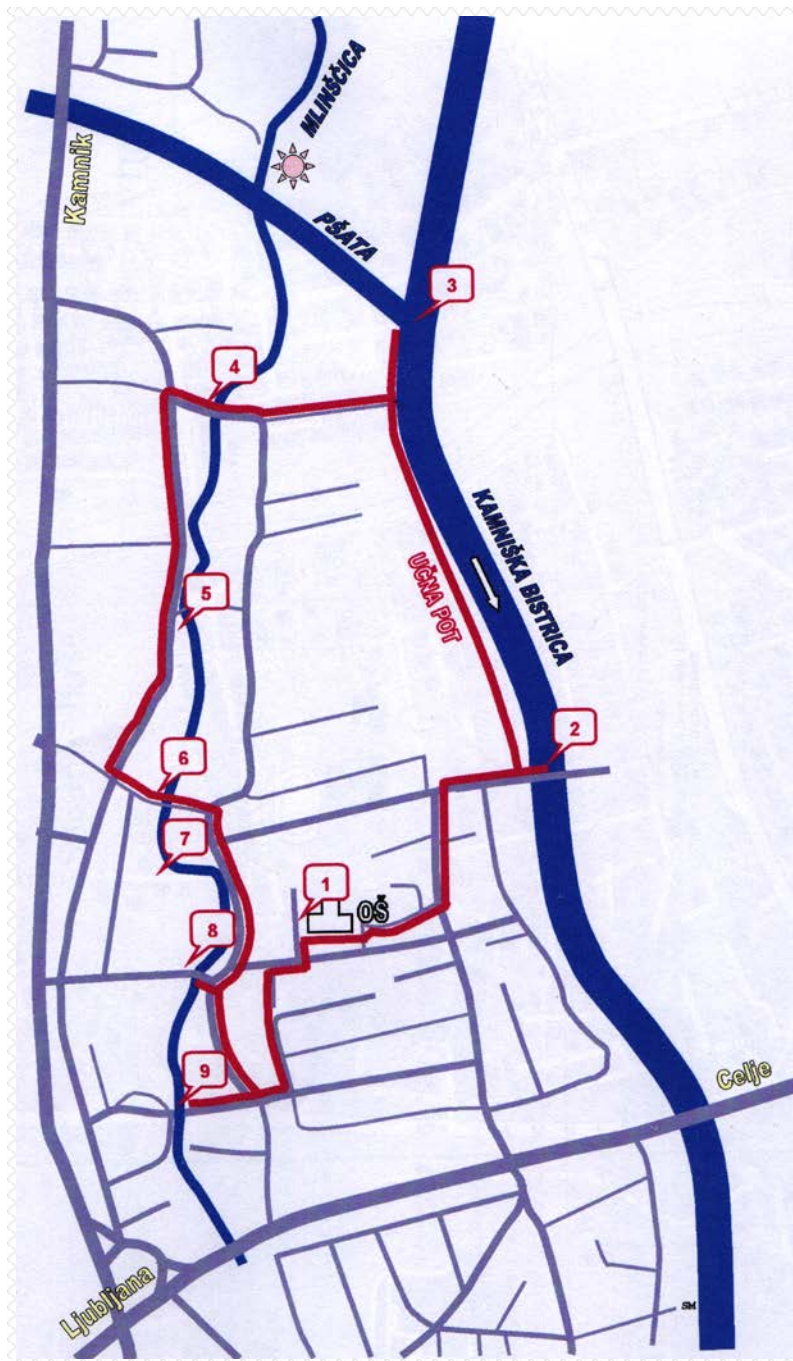 MLINŠČICA
Kamnik
PŠATA
3
4
KAMNIŠKA BISTRICA
UČNA POT
5
2
6
7
1
OŠ
8
9
Celje
Ljubljana
SM